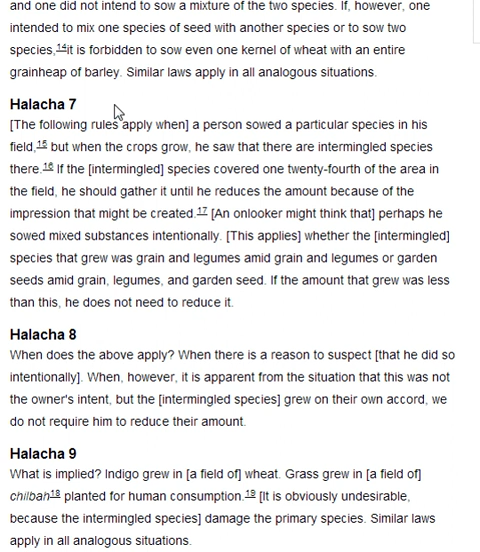 and one did not intend to sow a mixture of the two species. If, however, one
intended to mix one species of seed with another species or to sow two
species,14it is forbidden to sow even one kernel of wheat with an entire
grainheap of barley. Similar laws apply in all analogous situations.
Halacha 7
[The following rules apply when] a person sowed a particular species in his
field,15 but when the crops grow, he saw that there are intermingled species
there.16 If the [intermingled] species covered one twenty-fourth of the area in
the field, he should gather it until he reduces the amount because of the
impression that might be created.17 [An onlooker might think that] perhaps he
sowed mixed substances intentionally. [This applies] whether the [intermingled]
species that grew was grain and legumes amid grain and legumes or garden
seeds amid grain, legumes, and garden seed. If the amount that grew was less
than this, he does not need to reduce it.
Halacha 8
When does the above apply? When there is a reason to suspect [that he did so
intentionally]. When, however, it is apparent from the situation that this was not
the owner's intent, but the [intermingled species] grew on their own accord, we
do not require him to reduce their amount.
Halacha 9
What is implied? Indigo grew in [a field of] wheat. Grass grew in [a field of]
chilbah18 planted for human consumption.19 [It is obviously undesirable,
because the intermingled species] damage the primary species. Similar laws
apply in all analogous situations.